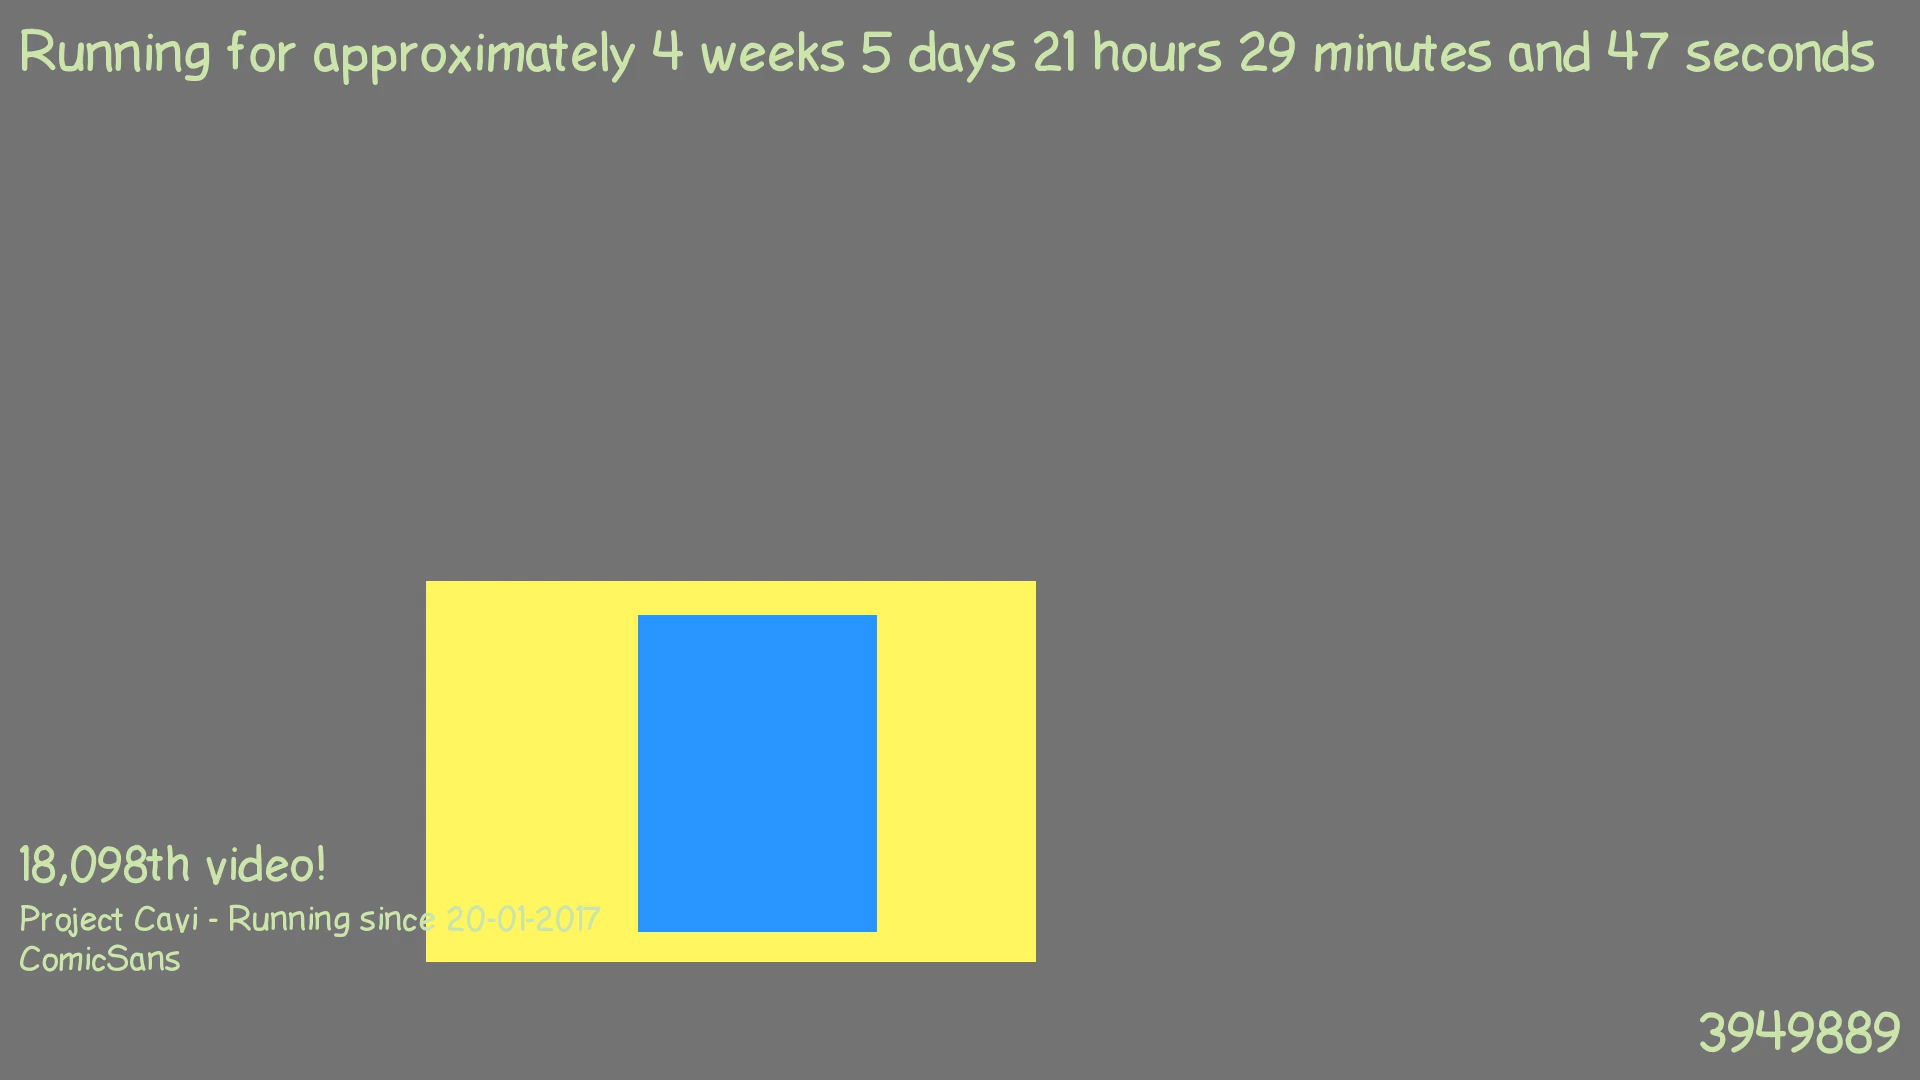 Running for approximately 4 weeks 5 days 21 hours 29 minutes and 47 seconds
18,098th video!
Project Cavi - Running since 20-01-2017
ComicSans
3949889